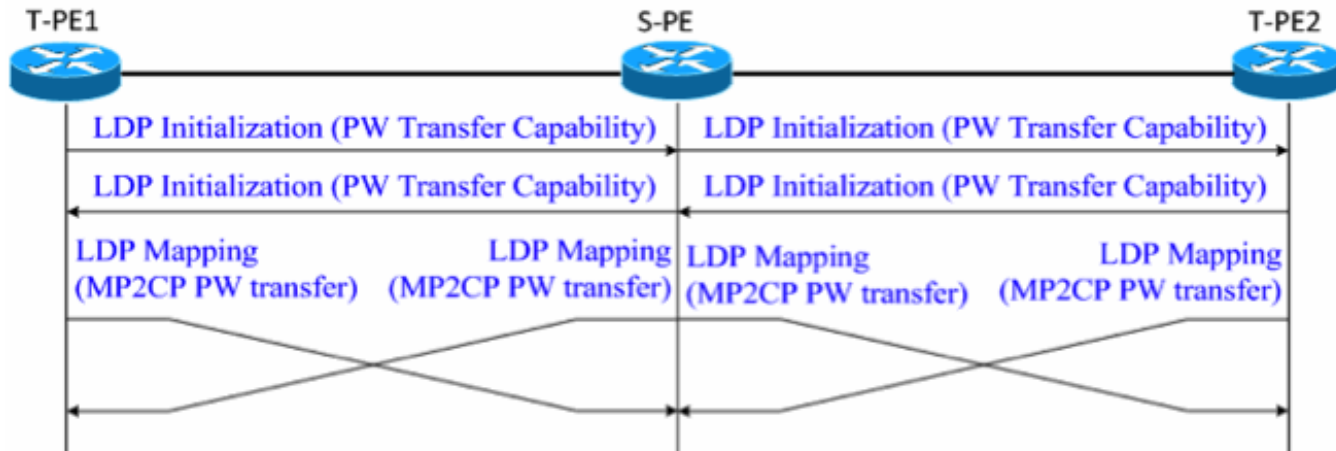 T-PE1
S-PE
T-PE2
LDP Initialization (PW Transfer Capability)
LDP Initialization (PW Transfer Capability)
LDP Initialization (PW Transfer Capability)
LDP Initialization (PW Transfer Capability)
LDP Mapping
(MP2CP PW transfer)
LDP Mapping
(MP2CP PW transfer)
LDP Mapping
(MP2CP PW transfer)
LDP Mapping
(MP2CP PW transfer)